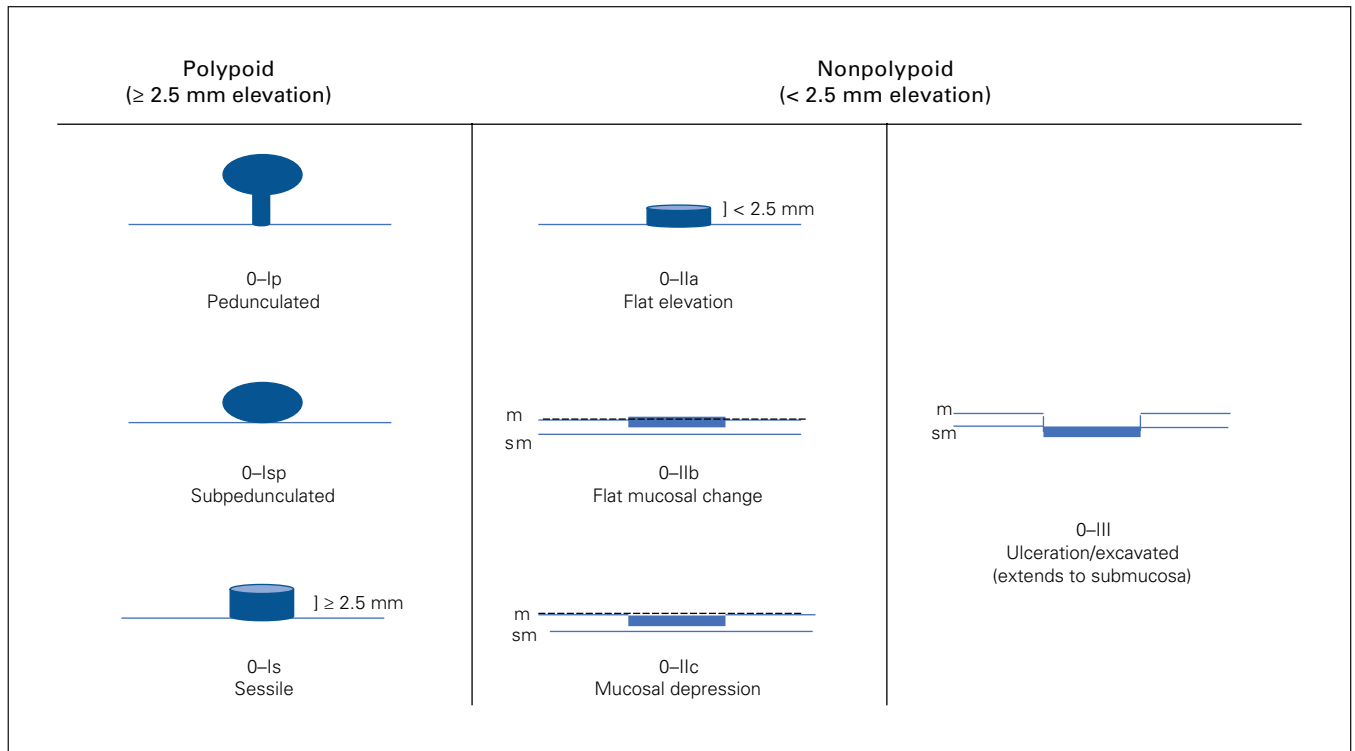 Polypoid
(≥ 2.5 mm elevation)
Nonpolypoid
(< 2.5 mm elevation)
0–Ip
Pedunculated
0–Isp
Subpedunculated
] ≥ 2.5 mm
0–Is
Sessile
] < 2.5 mm
0–IIa
Flat elevation
m
sm
0–IIb
Flat mucosal change
m
sm
0–IIc
Mucosal depression
m
sm
0–III
Ulceration/excavated
(extends to submucosa)